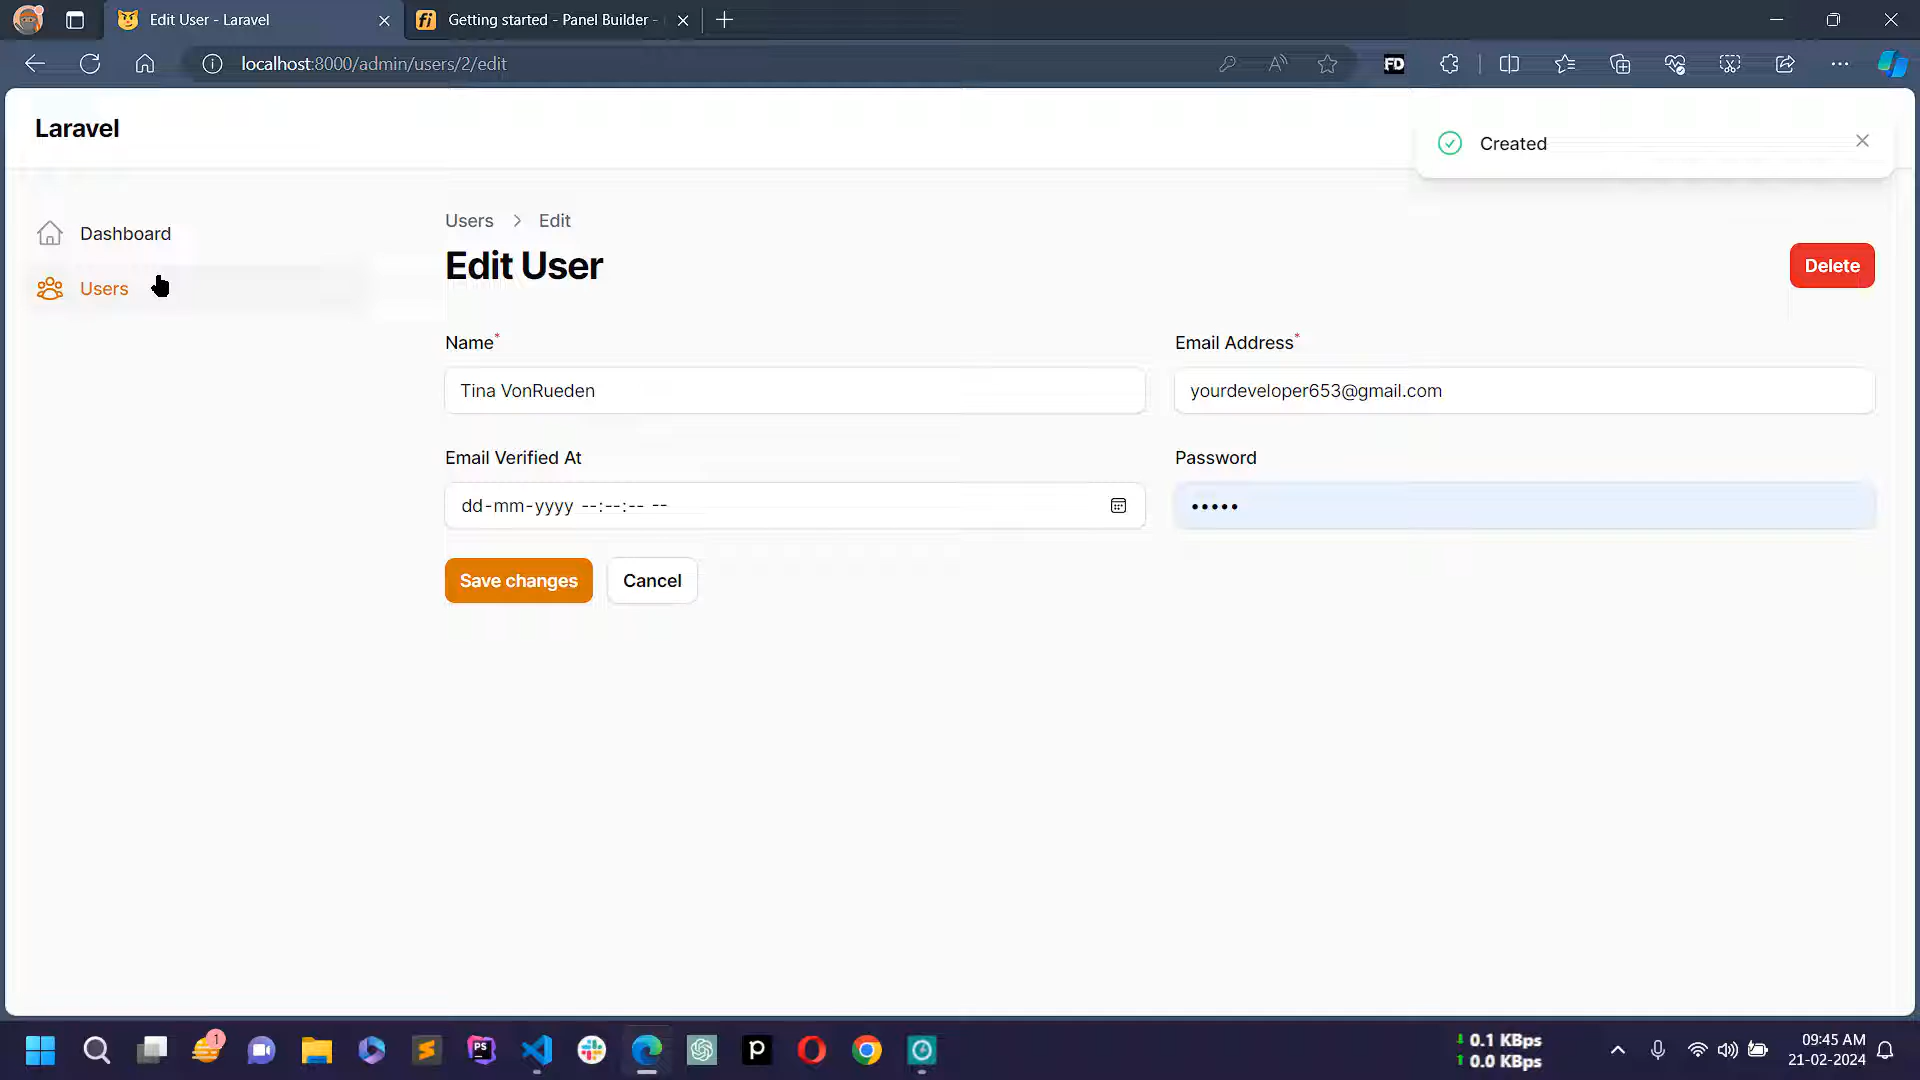 Edit User - Laravel
Getting started - Panel Builder -
localhost:8000/admin/users/2/edit
FD
Laravel
Created
Dashboard
Users
Users > Edit
Edit User
Delete
Name*
Email Address*
Tina VonRueden
yourdeveloper653@gmail.com
Email Verified At
Password
dd-mm-yyyy --:--:-- --
•••••
Save changes
Cancel
1
0.1 KBps
0.0 KBps
09:45 AM
21-02-2024